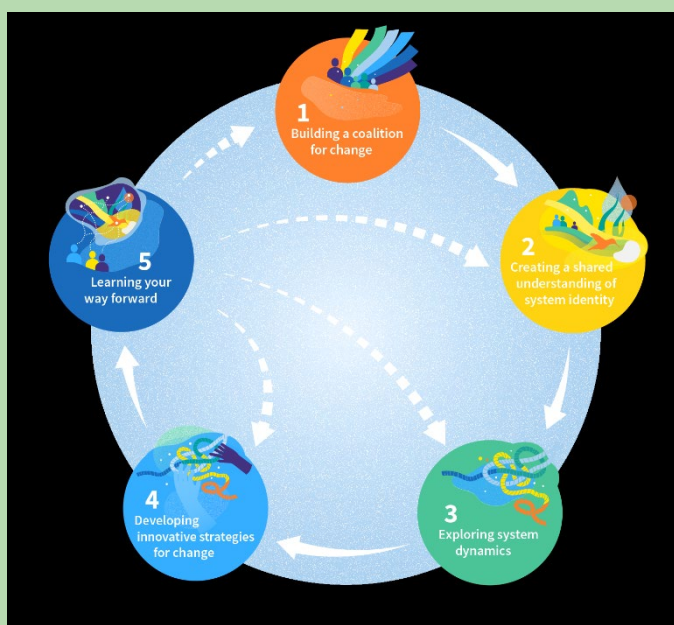 1
Building a coalition
for change
2
Creating a shared
understanding of
system identity
3
Exploring system
dynamics
4
Developing
innovative strategies
for change
5
Learning your
way forward